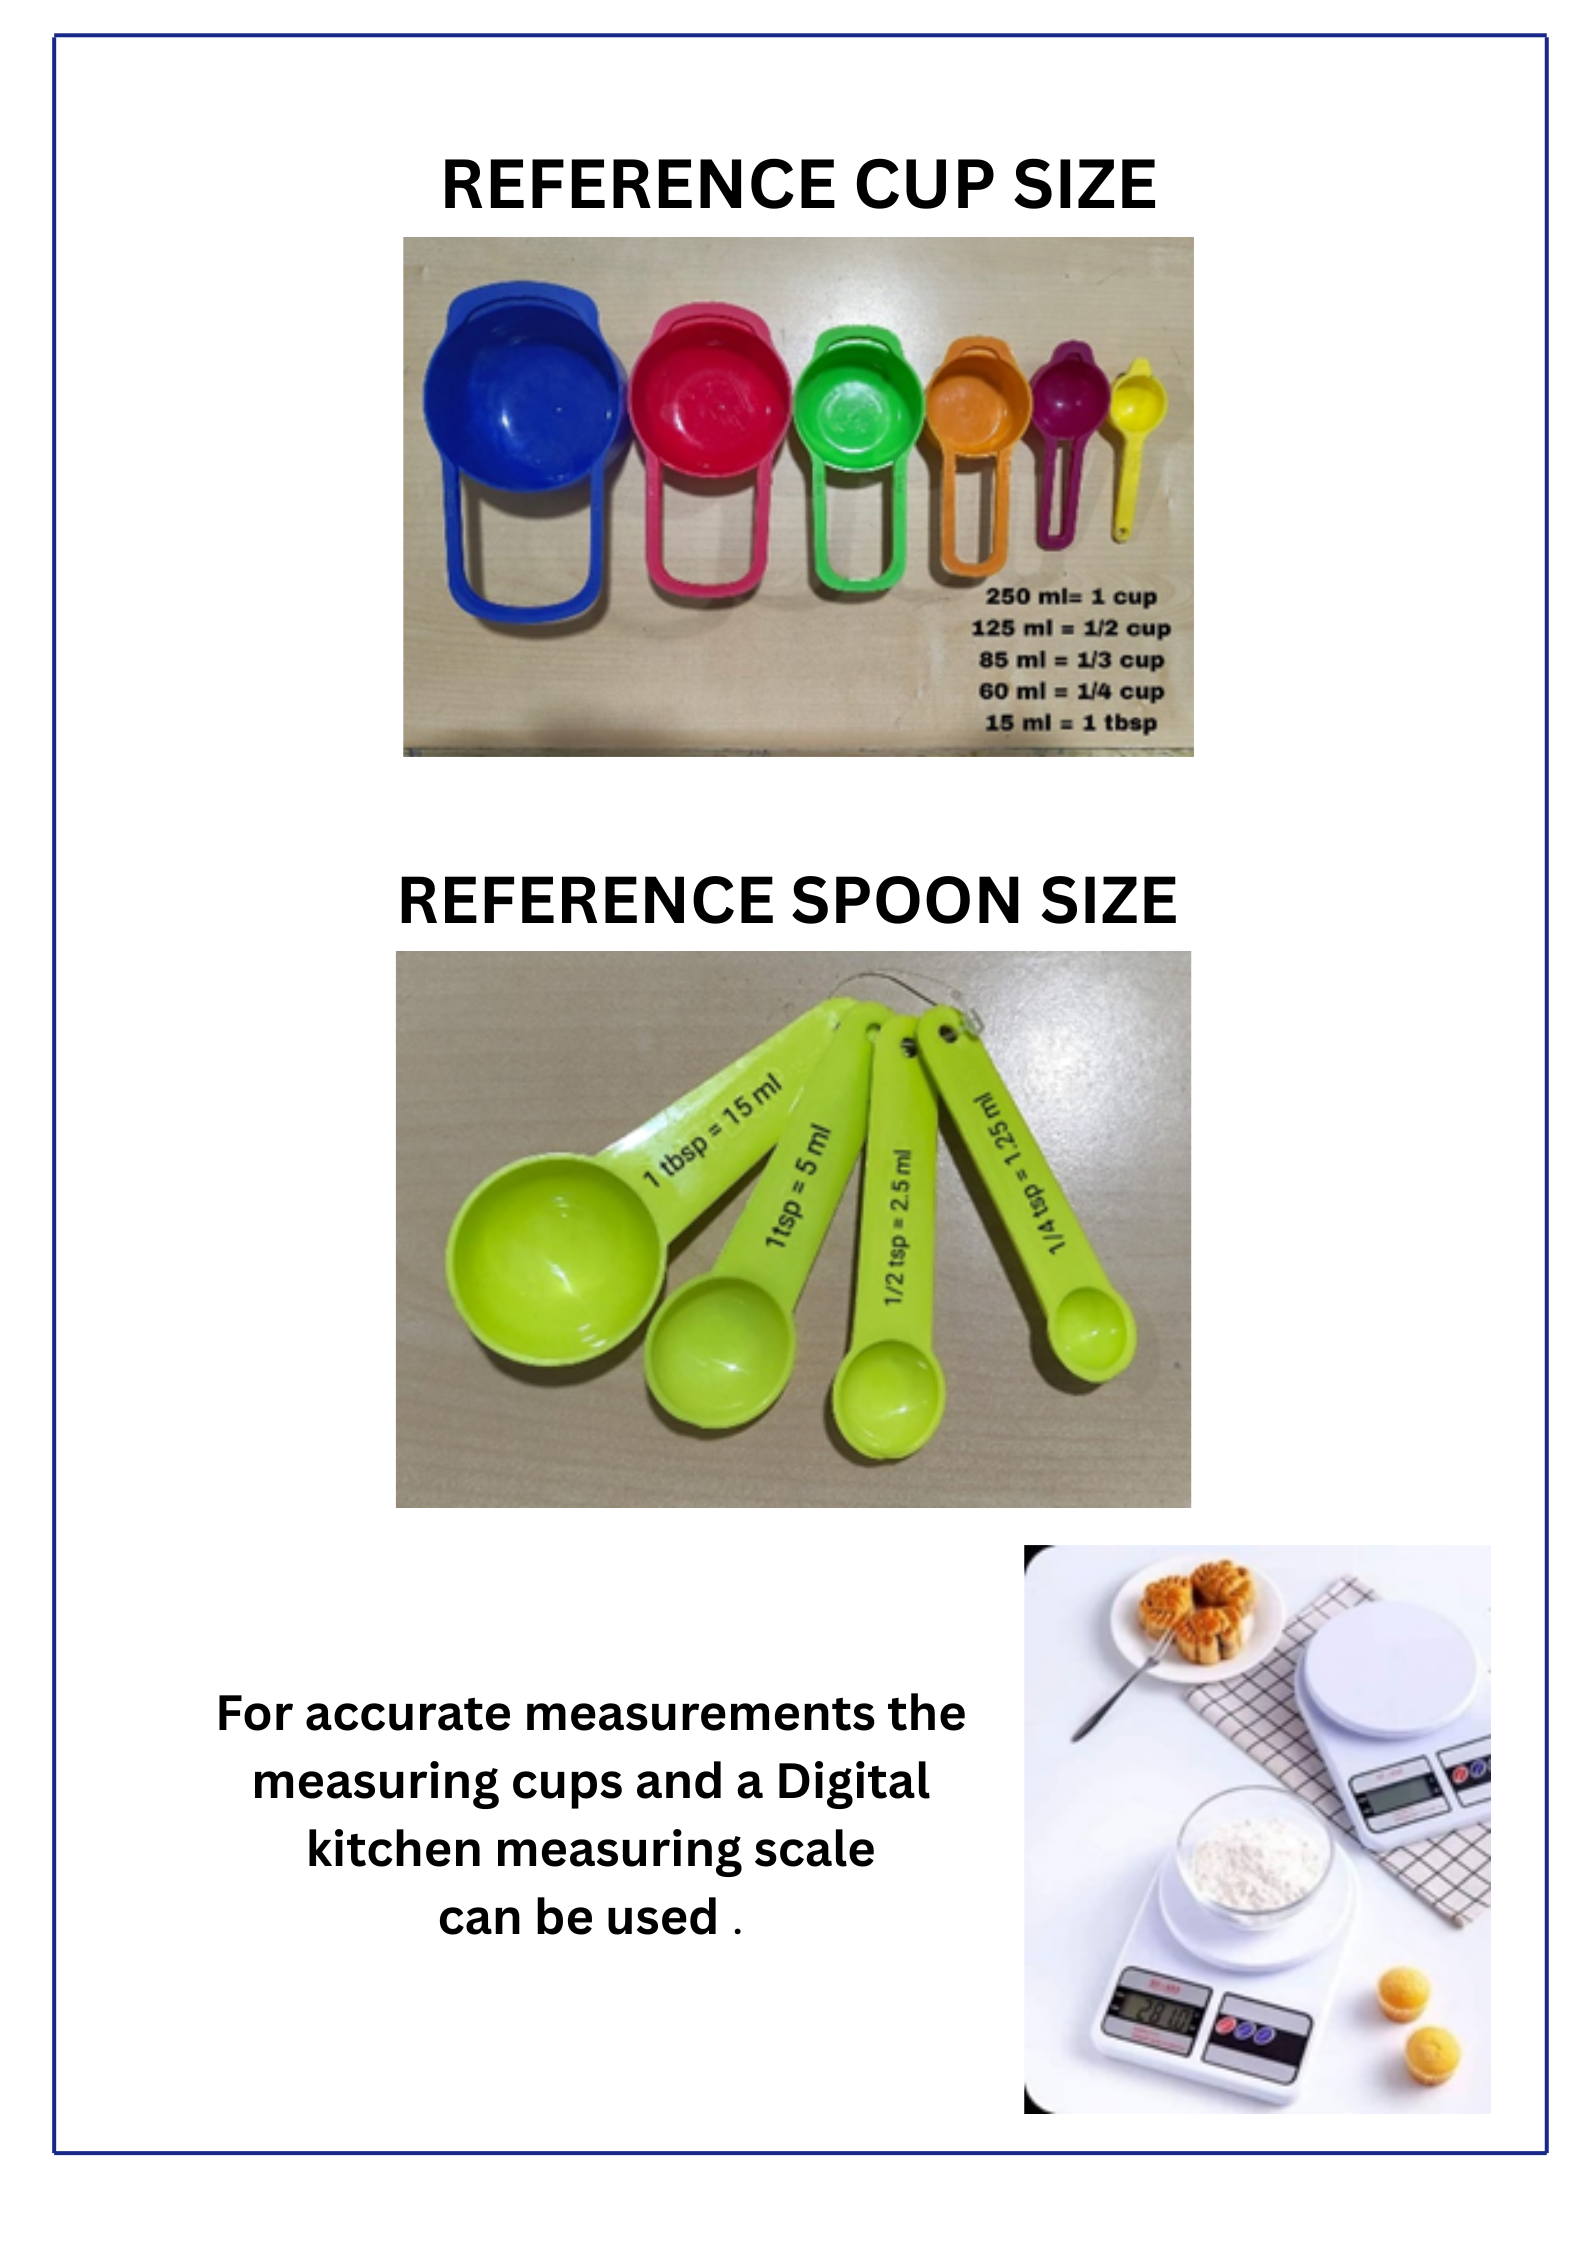 REFERENCE CUP SIZE
250 ml= 1 cup
125 ml = 1/2 cup
85 ml = 1/3 cup
60 ml = 1/4 cup
15 ml = 1 tbsp
REFERENCE SPOON SIZE
1 tbsp = 15 ml
1tsp = 5 ml
1/2 tsp = 2.5 ml
1/4 tsp = 1.25 ml
For accurate measurements the
measuring cups and a Digital
kitchen measuring scale
can be used .